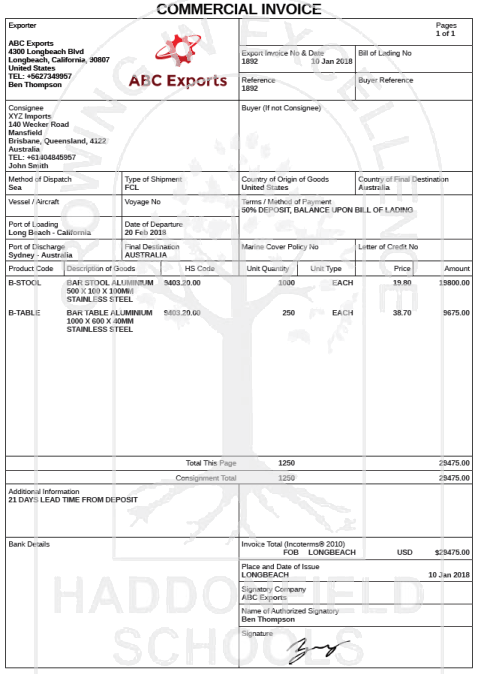 COMMERCIAL INVOICE
Exporter
ABC Exports
4300 Longbeach Blvd
Longbeach, California, 90807
United States
TEL: +5627349957
Ben Thompson
ABC Exports
Pages
1 of 1
Export Invoice No & Date
1892 10 Jan 2018
Bill of Lading No
Reference
1892
Buyer Reference
Consignee
XYZ Imports
140 Wecker Road
Mansfield
Brisbane, Queensland, 4122
Australia
TEL: +61404845957
John Smith
Buyer (If not Consignee)
Method of Dispatch
Sea
Type of Shipment
FCL
Country of Origin of Goods
United States
Country of Final Destination
Australia
Vessel / Aircraft
Voyage No
Terms / Method of Payment
50% DEPOSIT, BALANCE UPON BILL OF LADING
Port of Loading
Long Beach - California
Date of Departure
20 Feb 2018
Port of Discharge
Sydney - Australia
Final Destination
AUSTRALIA
Marine Cover Policy No
Letter of Credit No
Product Code Description of Goods HS Code Unit Quantity Unit Type Price Amount
B-STOOL BAR STOOL ALUMINIUM 9403.20.00 1000 EACH 19.80 19800.00
500 X 100 X 100MM
STAINLESS STEEL
B-TABLE BAR TABLE ALUMINIUM 9403.20.00 250 EACH 38.70 9675.00
1000 X 600 X 40MM
STAINLESS STEEL
Total This Page 1250 29475.00
Consignment Total 1250 29475.00
Additional Information
21 DAYS LEAD TIME FROM DEPOSIT
Bank Details
Invoice Total (Incoterms® 2010)
FOB LONGBEACH USD $29475.00
Place and Date of Issue
LONGBEACH 10 Jan 2018
Signatory Company
ABC Exports
Name of Authorized Signatory
Ben Thompson
Signature
GROWING IN EXCELLENCE
HADDONFIELD
SCHOOLS